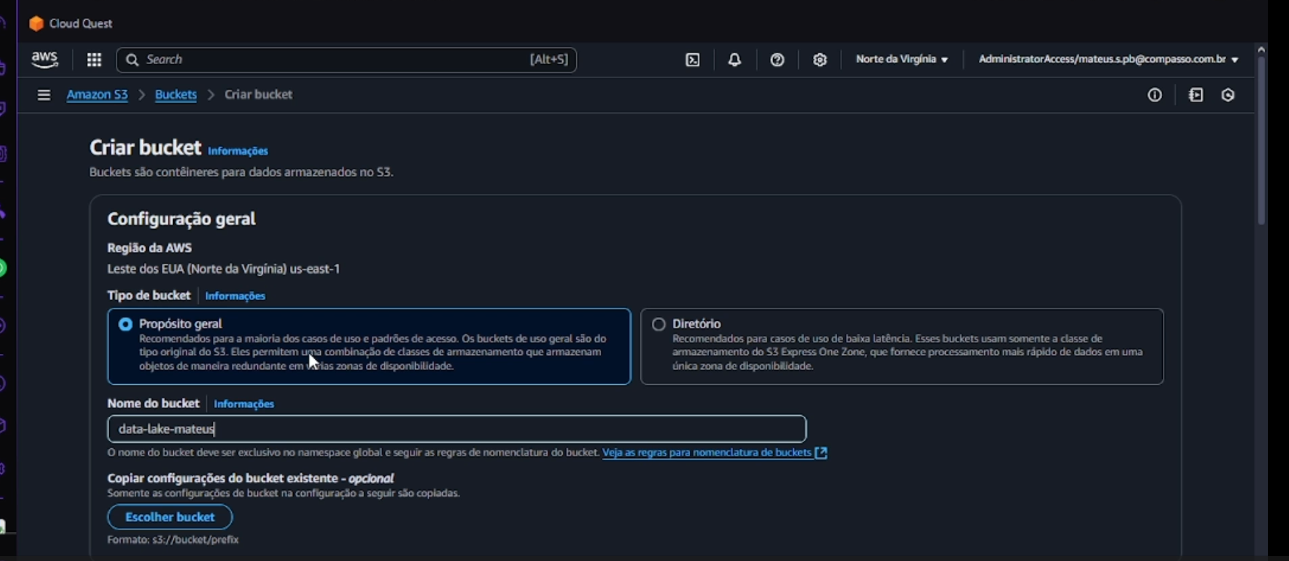 Cloud Quest
aws Search [Alt+S] Norte da Virgínia AdministratorAccess/mateus.s.pb@compasso.com.br
Amazon S3 > Buckets > Criar bucket
Criar bucket Informações
Buckets são contêineres para dados armazenados no S3.
Configuração geral
Região da AWS
Leste dos EUA (Norte da Virgínia) us-east-1
Tipo de bucket Informações
Propósito geral
Recomendados para a maioria dos casos de uso e padrões de acesso. Os buckets de uso geral são do
tipo original do S3. Eles permitem uma combinação de classes de armazenamento que armazenam
objetos de maneira redundante em várias zonas de disponibilidade.
Diretório
Recomendados para casos de uso de baixa latência. Esses buckets usam somente a classe de
armazenamento do S3 Express One Zone, que fornece processamento mais rápido de dados em uma
única zona de disponibilidade.
Nome do bucket Informações
data-lake-mateus
O nome do bucket deve ser exclusivo no namespace global e seguir as regras de nomenclatura do bucket. Veja as regras para nomenclatura de buckets
Copiar configurações do bucket existente - opcional
Somente as configurações de bucket na configuração a seguir são copiadas.
Escolher bucket
Formato: s3://bucket/prefix